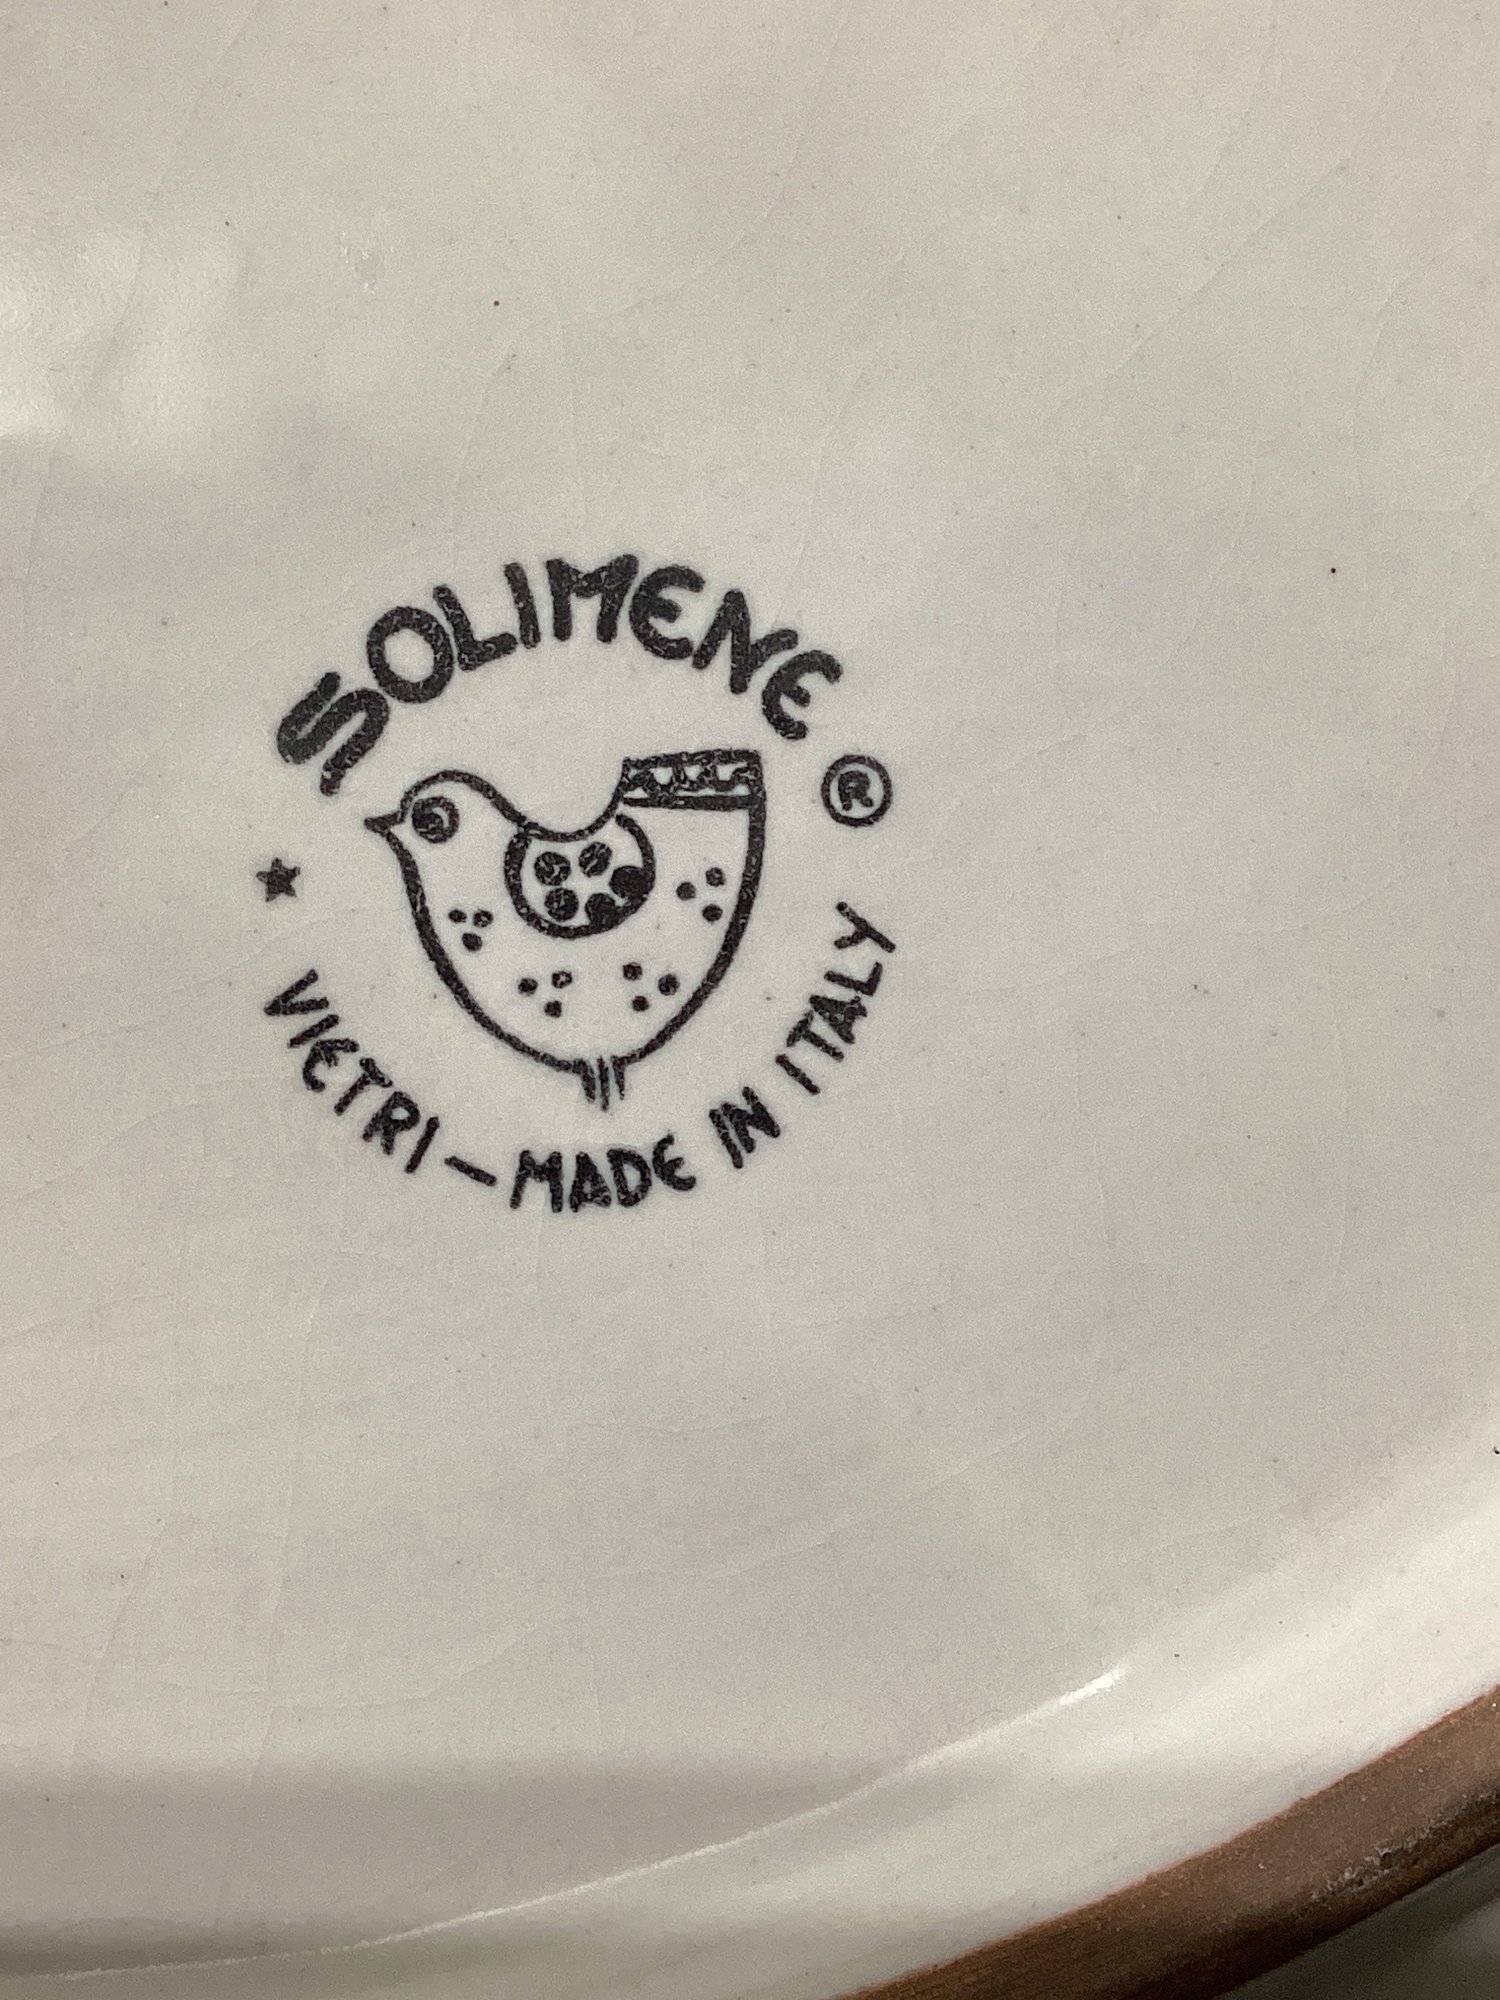 SOLIMENE
®
VIETRI – MADE IN ITALY